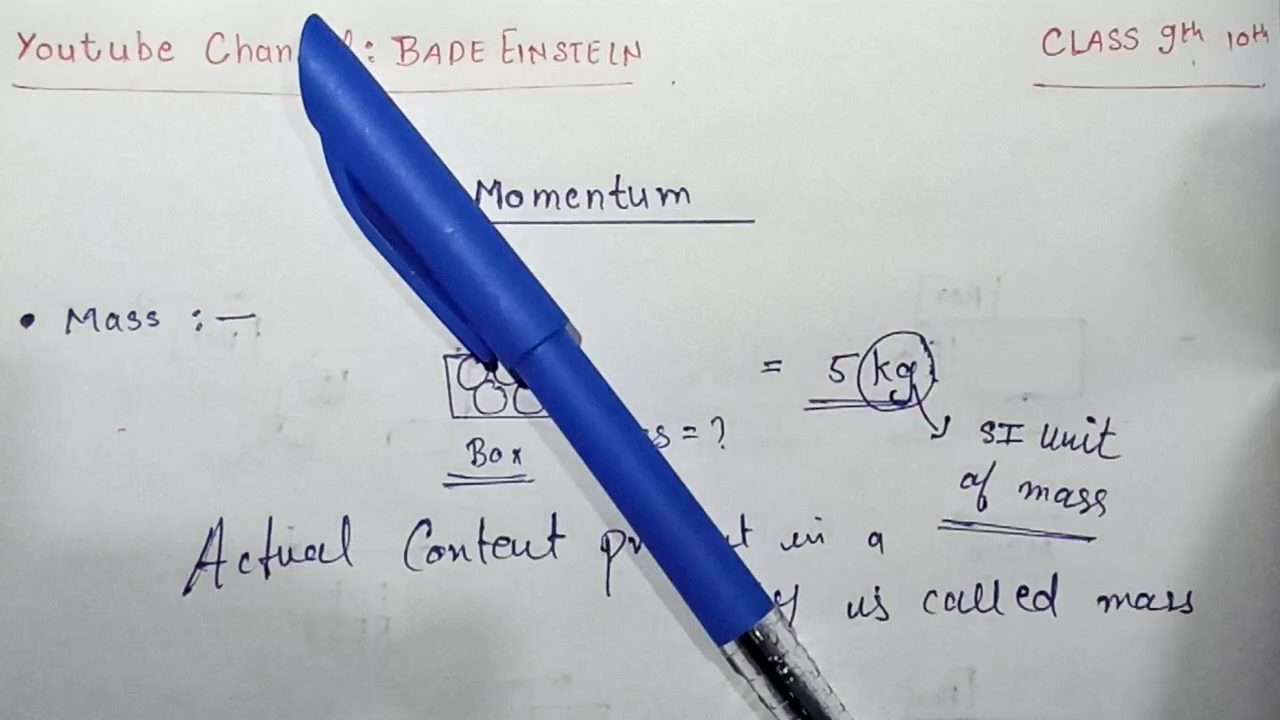 Youtube Chan : BADE EINSTEIN
CLASS 9th 10th
Momentum
• Mass : —
= 5 kg
s = ?
SI Unit
of mass
Box
Actual Content in a
is called mass